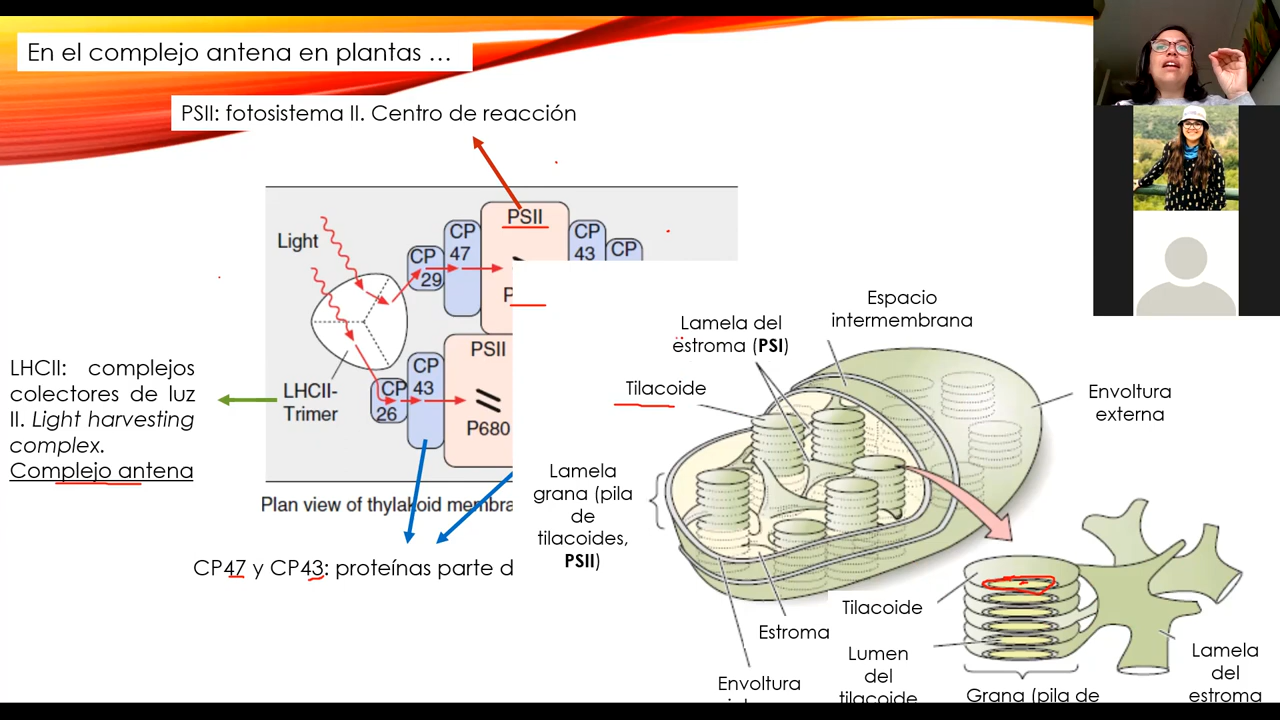 En el complejo antena en plantas …
PSII: fotosistema II. Centro de reacción
PSII
Light
CP
29
CP
47
CP
43
CP
LHCII-
Trimer
CP
26
CP
43
PSII
P680
Plan view of thylakoid membra
LHCII: complejos
colectores de luz
II. Light harvesting
complex.
Complejo antena
CP47 y CP43: proteínas parte d
Espacio
intermembrana
Lamela del
estroma (PSI)
Tilacoide
Envoltura
externa
Lamela
grana (pila
de
tilacoides,
PSII)
Tilacoide
Estroma
Lumen
del
tilacoide
Envoltura
Grana (pila de
Lamela
del
estroma